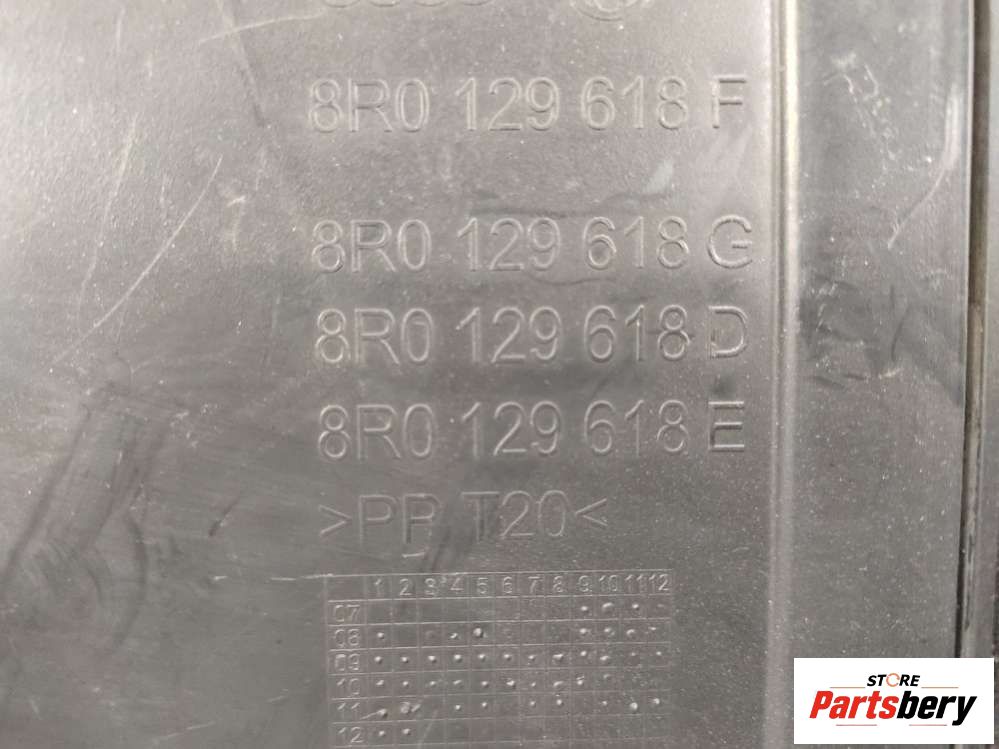 8R0 129 618 F
8R0 129 618 G
8R0 129 618 D
8R0 129 618 E
>PP T20<
1 2 3 4 5 6 7 8 9 10 11 12
07
08
09
10
11
12
STORE
Partsbery